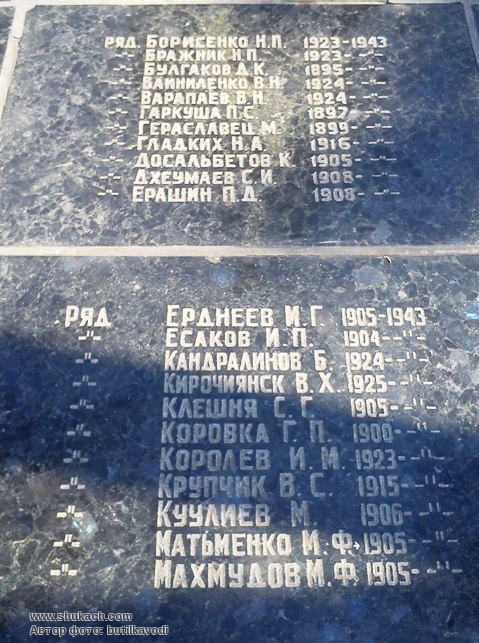 РЯД. БОРИСЕНКО Н.П. 1923-1943
-"- БРАЖНИК Н.П. 1923- -"-
-"- БУЛГАКОВ Д.К. 1895- -"-
-"- ВАИНИЛЕНКО В.Н. 1924- -"-
-"- ВАРАПАЕВ В.Н. 1924- -"-
-"- ГАРКУША П.С. 1897- -"-
-"- ГЕРАСЛАВЕЦ М. 1899- -"-
-"- ГЛАДКИХ Н.А. 1916- -"-
-"- ДОСАЛЬБЕТОВ К. 1905- -"-
-"- ДХЕУМАЕВ С.И. 1908- -"-
-"- ЕРАШИН П.Д. 1908- -"-
РЯД ЕРДНЕЕВ И.Г. 1905-1943
-"- ЕСАКОВ И.П. 1904- -"-
-"- КАНДРАЛИНОВ Б. 1924- -"-
-"- КИРОЧИЯНСК В.Х. 1925- -"-
-"- КЛЕШНЯ С.Г. 1905- -"-
-"- КОРОВКА Г.П. 1900- -"-
-"- КОРОЛЕВ И.М. 1923- -"-
-"- КРУПЧИК В.С. 1915- -"-
-"- КУУЛИЕВ М. 1906- -"-
-"- МАТЬМЕНКО И.Ф. 1905- -"-
-"- МАХМУДОВ М.Ф. 1905- -"-
www.shukach.com
Автор фото: butilkavodi